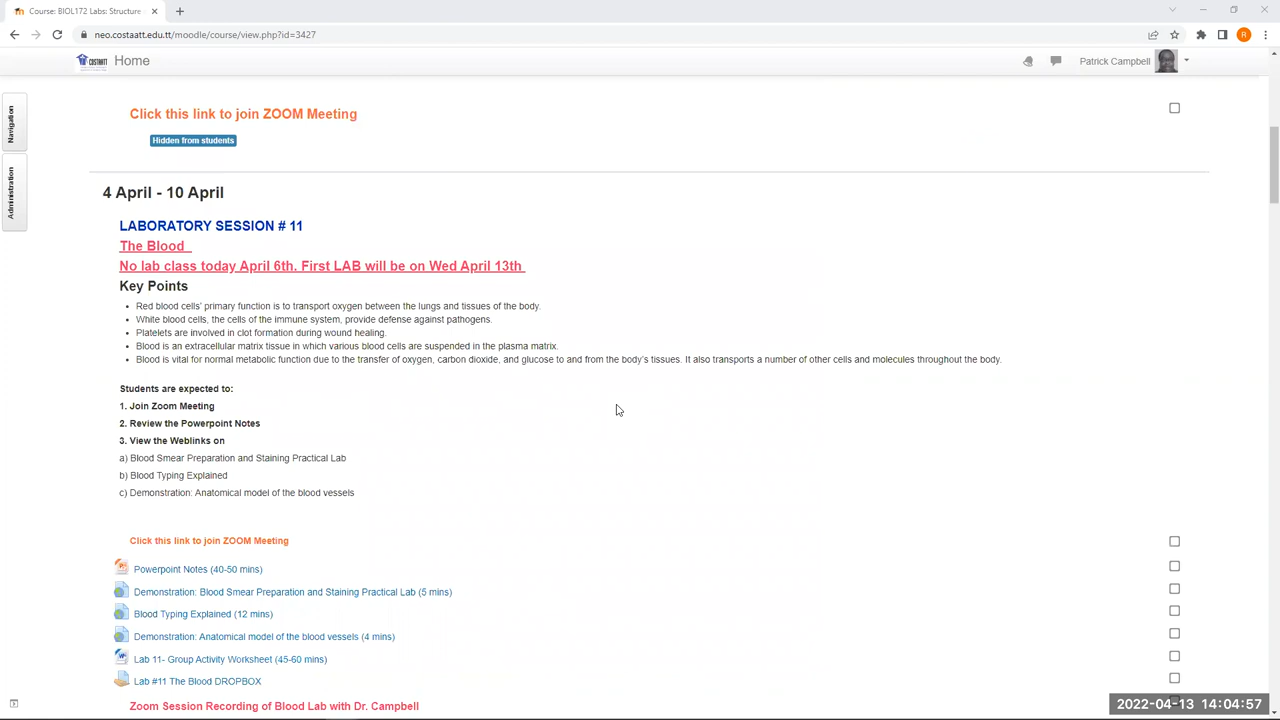 Course: BIOL172 Labs: Structure
neo.costaatt.edu.tt/moodle/course/view.php?id=3427
R
COSTAATT
Home
Patrick Campbell
Navigation
Administration
Click this link to join ZOOM Meeting
Hidden from students
4 April - 10 April
LABORATORY SESSION # 11
The Blood
No lab class today April 6th. First LAB will be on Wed April 13th
Key Points
Red blood cells' primary function is to transport oxygen between the lungs and tissues of the body.
White blood cells, the cells of the immune system, provide defense against pathogens.
Platelets are involved in clot formation during wound healing.
Blood is an extracellular matrix tissue in which various blood cells are suspended in the plasma matrix.
Blood is vital for normal metabolic function due to the transfer of oxygen, carbon dioxide, and glucose to and from the body's tissues. It also transports a number of other cells and molecules throughout the body.
Students are expected to:
1. Join Zoom Meeting
2. Review the Powerpoint Notes
3. View the Weblinks on
a) Blood Smear Preparation and Staining Practical Lab
b) Blood Typing Explained
c) Demonstration: Anatomical model of the blood vessels
Click this link to join ZOOM Meeting
Powerpoint Notes (40-50 mins)
Demonstration: Blood Smear Preparation and Staining Practical Lab (5 mins)
Blood Typing Explained (12 mins)
Demonstration: Anatomical model of the blood vessels (4 mins)
Lab 11- Group Activity Worksheet (45-60 mins)
Lab #11 The Blood DROPBOX
Zoom Session Recording of Blood Lab with Dr. Campbell
2022-04-13 14:04:57